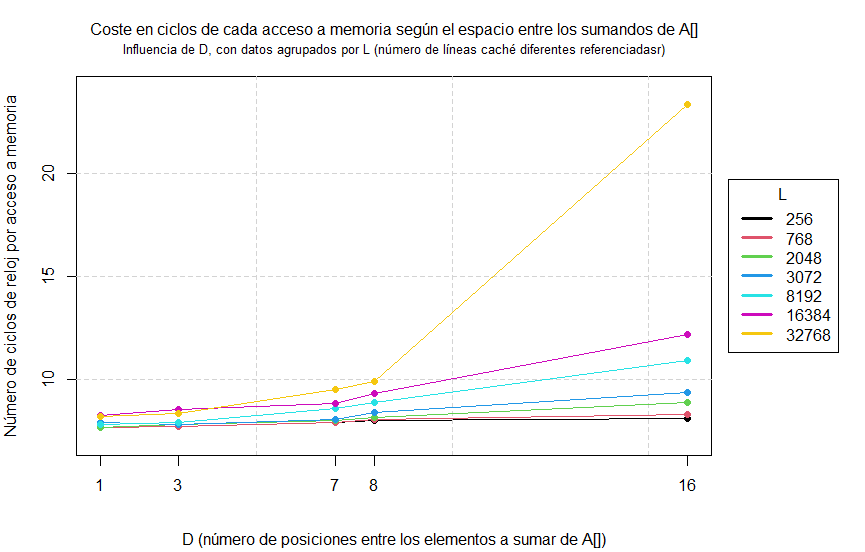 Coste en ciclos de cada acceso a memoria según el espacio entre los sumandos de A[]
Influencia de D, con datos agrupados por L (número de líneas caché diferentes referenciadasr)
Número de ciclos de reloj por acceso a memoria
20
15
10
1 3 7 8 16
D (número de posiciones entre los elementos a sumar de A[])
L
256
768
2048
3072
8192
16384
32768